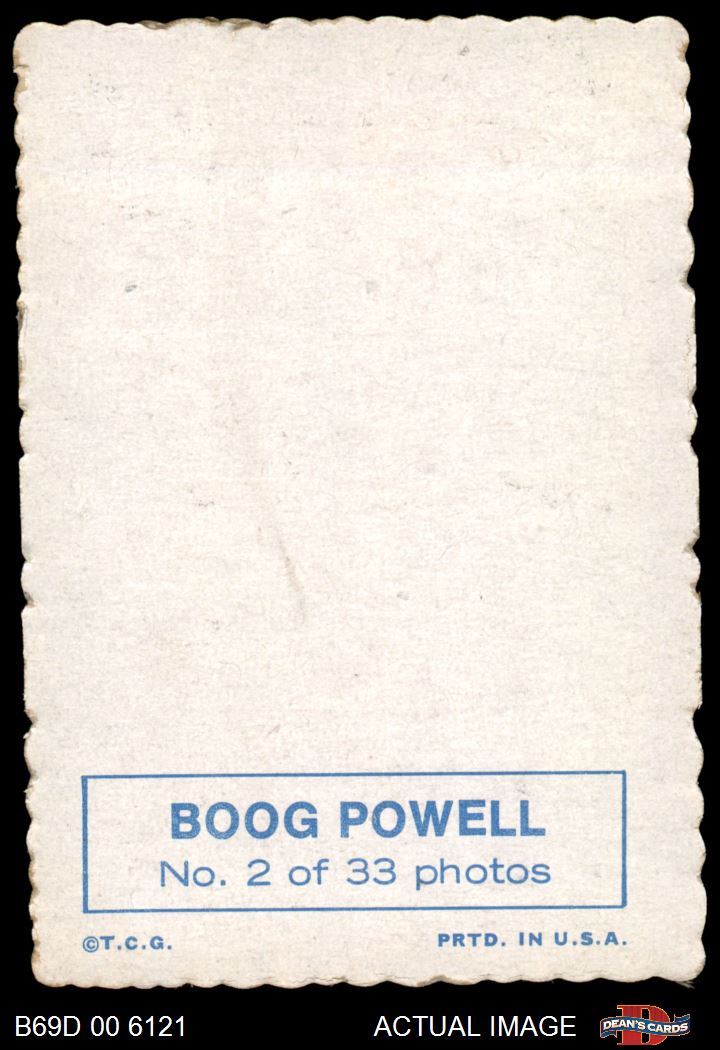 BOOG POWELL
No. 2 of 33 photos
©T.C.G. PRTD. IN U.S.A.
B69D 00 6121 ACTUAL IMAGE DEAN'S CARDS